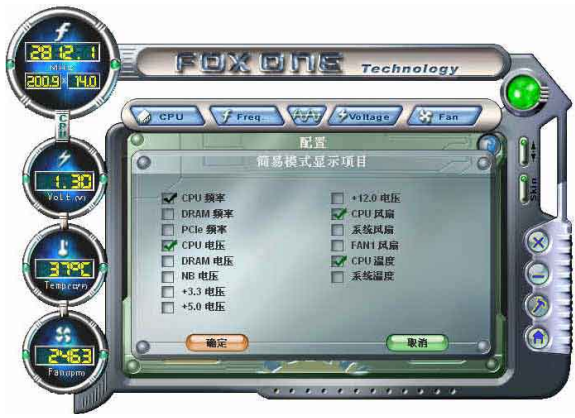 2812.1
MHz
200.9 x 14.0
CPU
1.30
Volt.(v)
37°C
Temp.(c/f)
2463
Fan(rpm)
FOX ONE Technology
CPU
Freq.
Voltage
Fan
Skin
配置
简易模式显示项目
CPU 频率
DRAM 频率
PCIe 频率
CPU 电压
DRAM 电压
NB 电压
+3.3 电压
+5.0 电压
+12.0 电压
CPU 风扇
系统风扇
FAN1 风扇
CPU 温度
系统温度
确定
取消